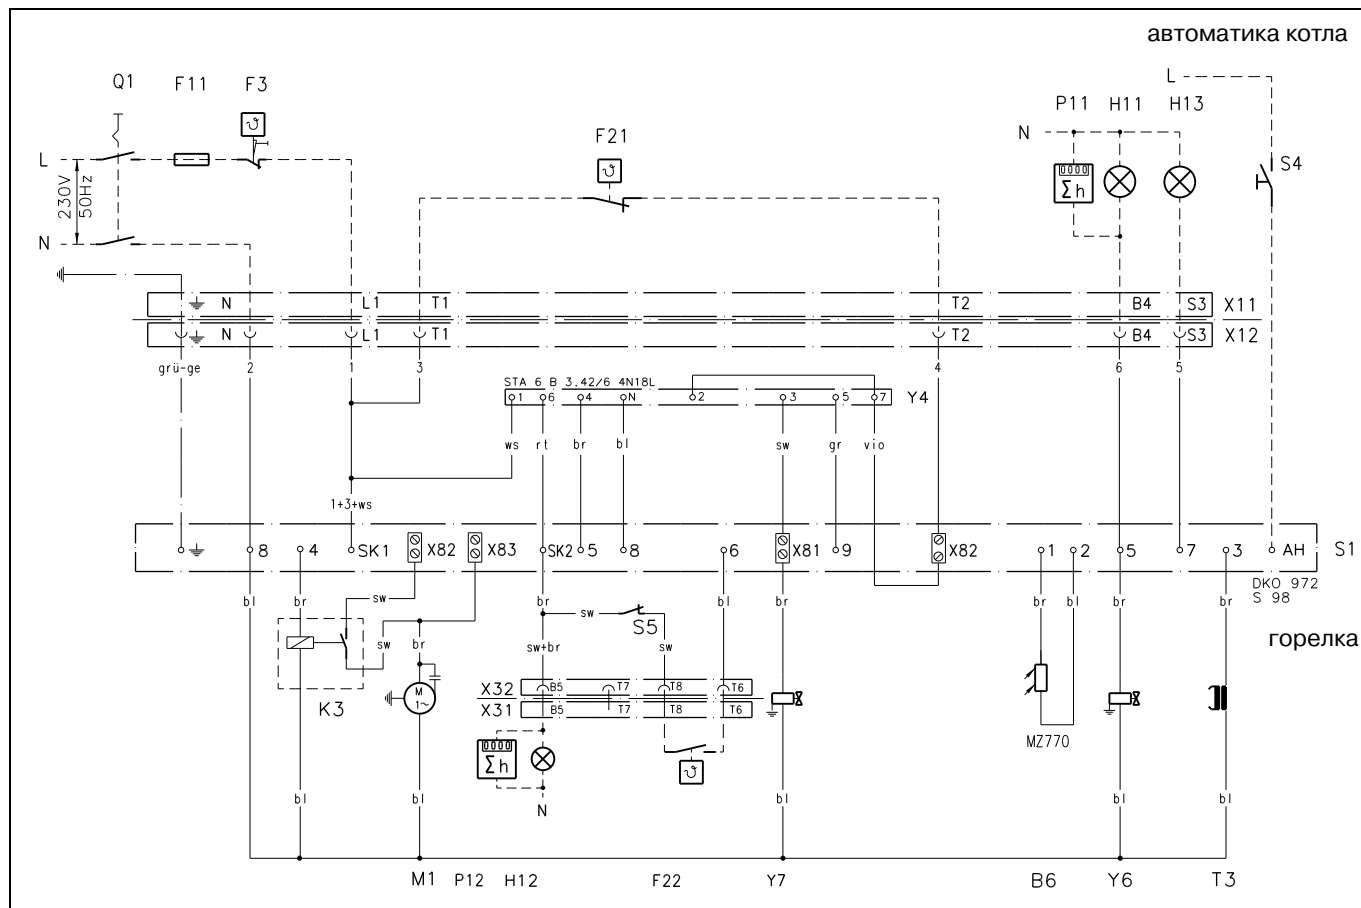 автоматика котла
L
Q1 F11 F3 P11 H11 H13
N
F21
S4
L
230V
50Hz
N
Σh
N L1 T1 T2 B4 S3 X11
N L1 T1 T2 B4 S3 X12
grü-ge 2 1 3 4 6 5
STA 6 B 3.42/6 4N18L
1 6 4 N 2 3 5 7 Y4
ws rt br bl sw gr vio
1+3+ws
8 4 SK1 X82 X83 SK2 5 8 6 X81 9 X82 1 2 5 7 3 AH S1
DKO 972
S 98
bl br sw br bl br br bl br br
sw
S5
горелка
sw br sw+br sw
X32 B5 T7 T8 T6
K3 M
1~
X31 B5 T7 T8 T6
MZ770
Σh
N
bl bl bl bl bl
M1 P12 H12 F22 Y7 B6 Y6 T3